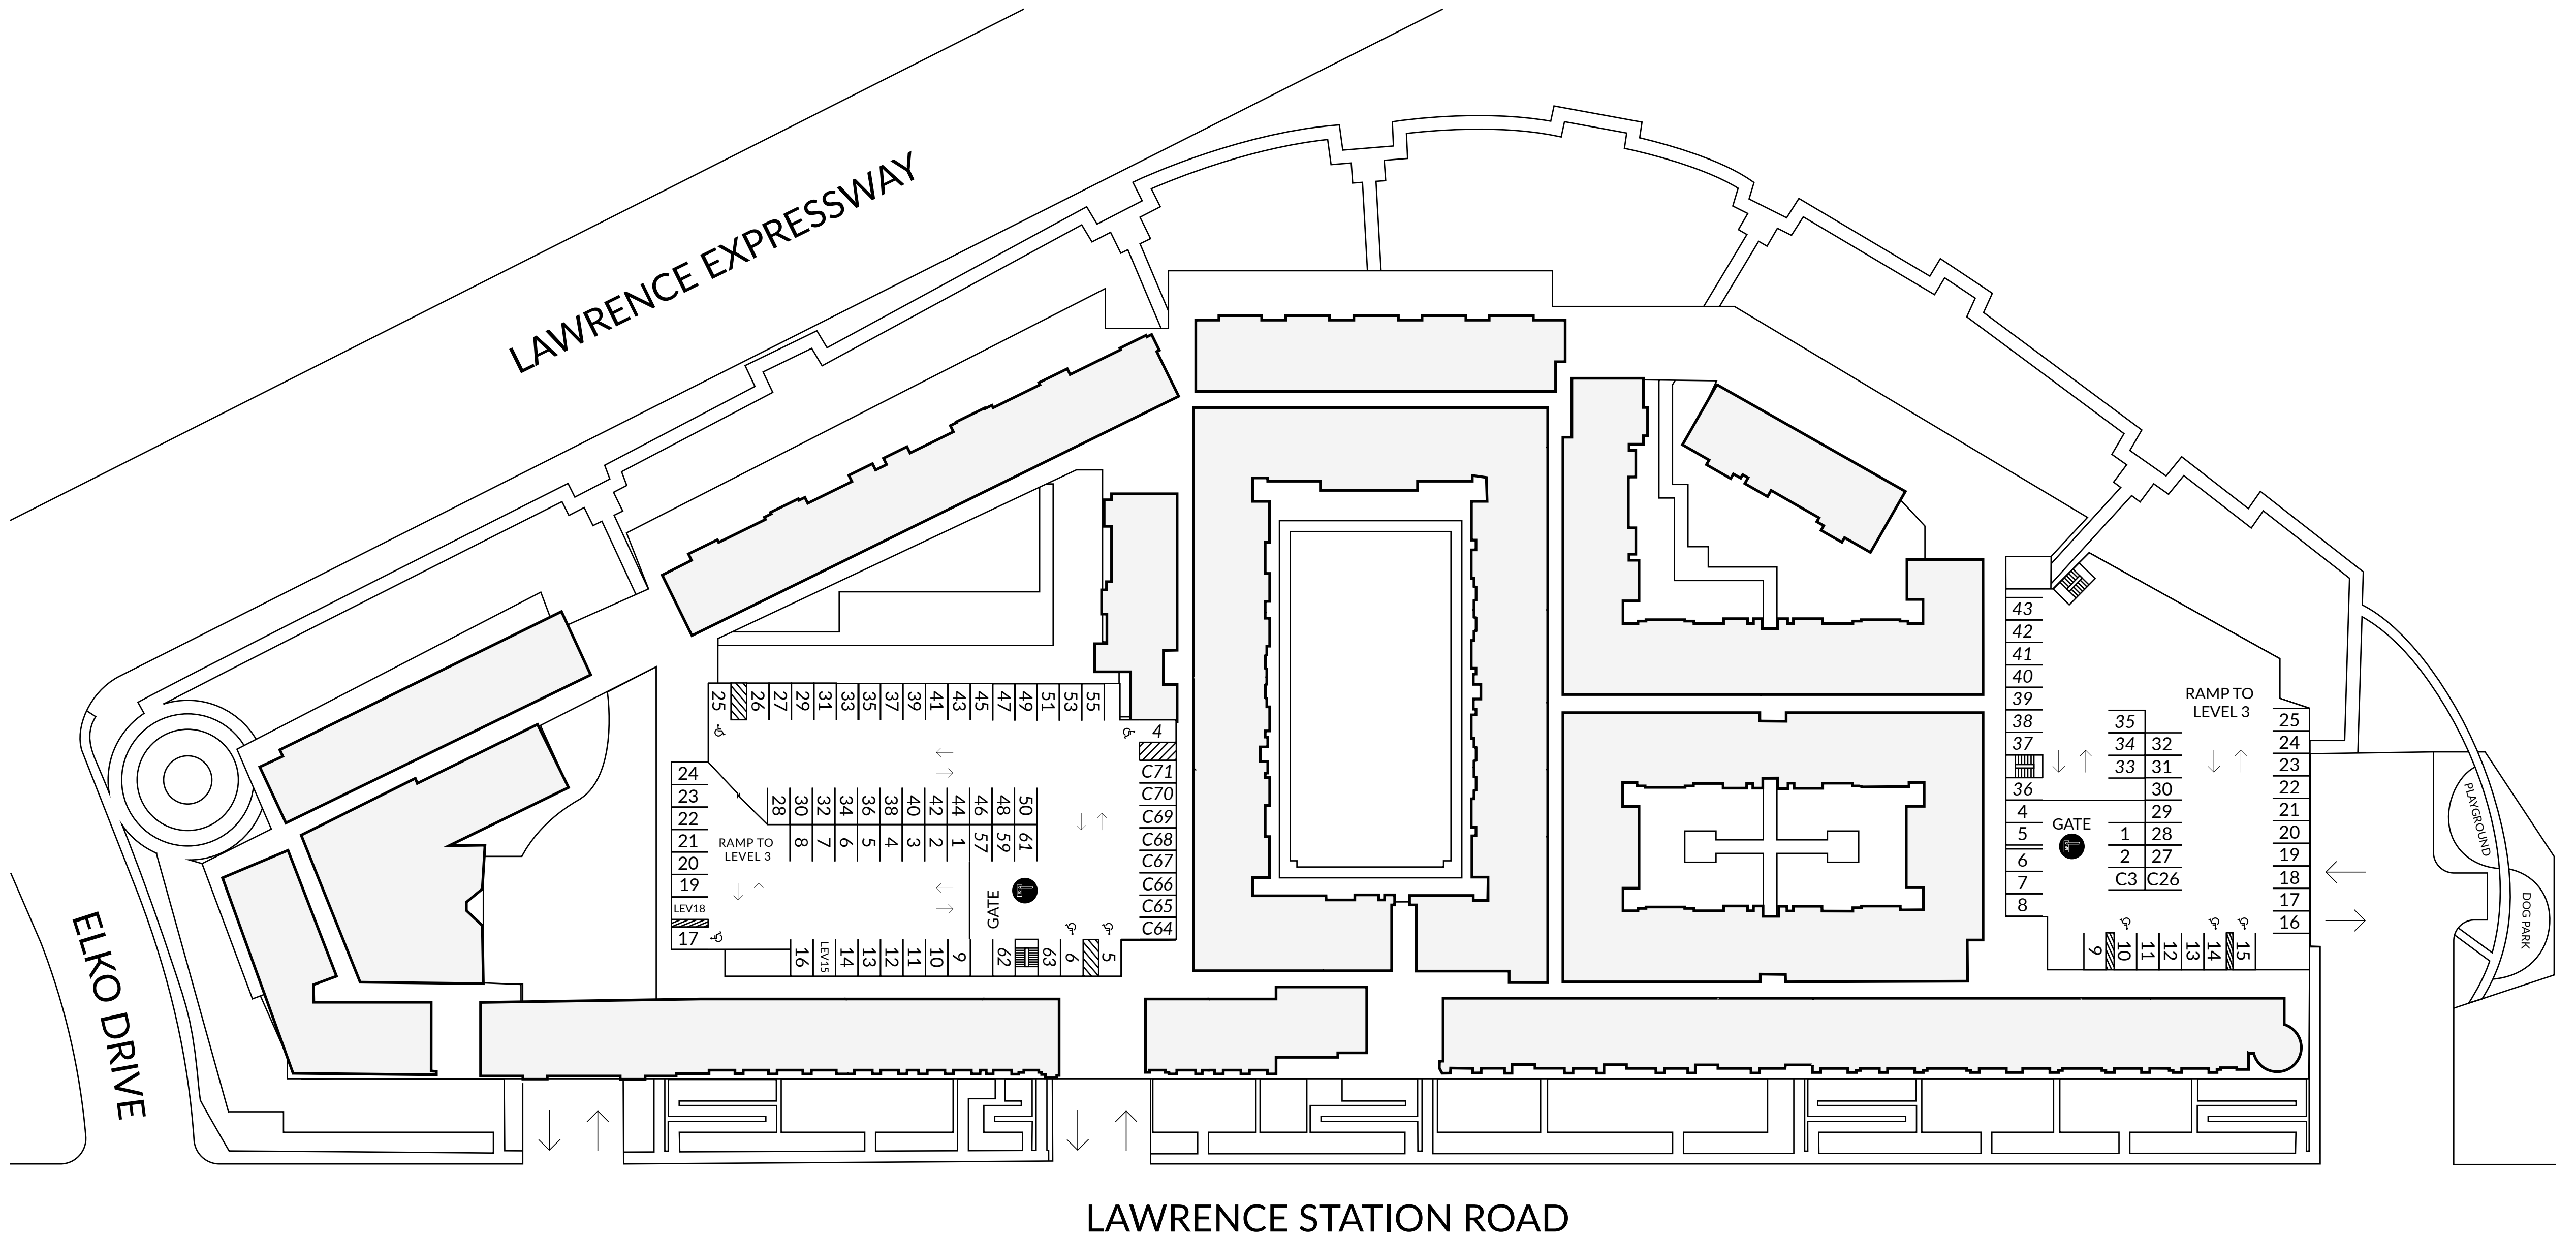 LAWRENCE EXPRESSWAY
ELKO DRIVE
25 26 27 29 31 33 35 37 39 41 43 45 47 49 51 53 55
4
C71
C70
C69
C68
C67
C66
C65
C64
24
23
22
21
20
19
LEV18
17
RAMP TO
LEVEL 3
28 30 32 34 36 38 40 42 44 46 48 50
8 7 6 5 4 3 2 1 57 59 61
GATE
16 LEV15 14 13 12 11 10 9 62 63 6 5
43
42
41
40
39
38
37
36
4
5
6
7
8
35
34 32
33 31
30
29
1 28
2 27
C3 C26
GATE
RAMP TO
LEVEL 3
25
24
23
22
21
20
19
18
17
16
9 10 11 12 13 14 15
PLAYGROUND
DOG PARK
LAWRENCE STATION ROAD